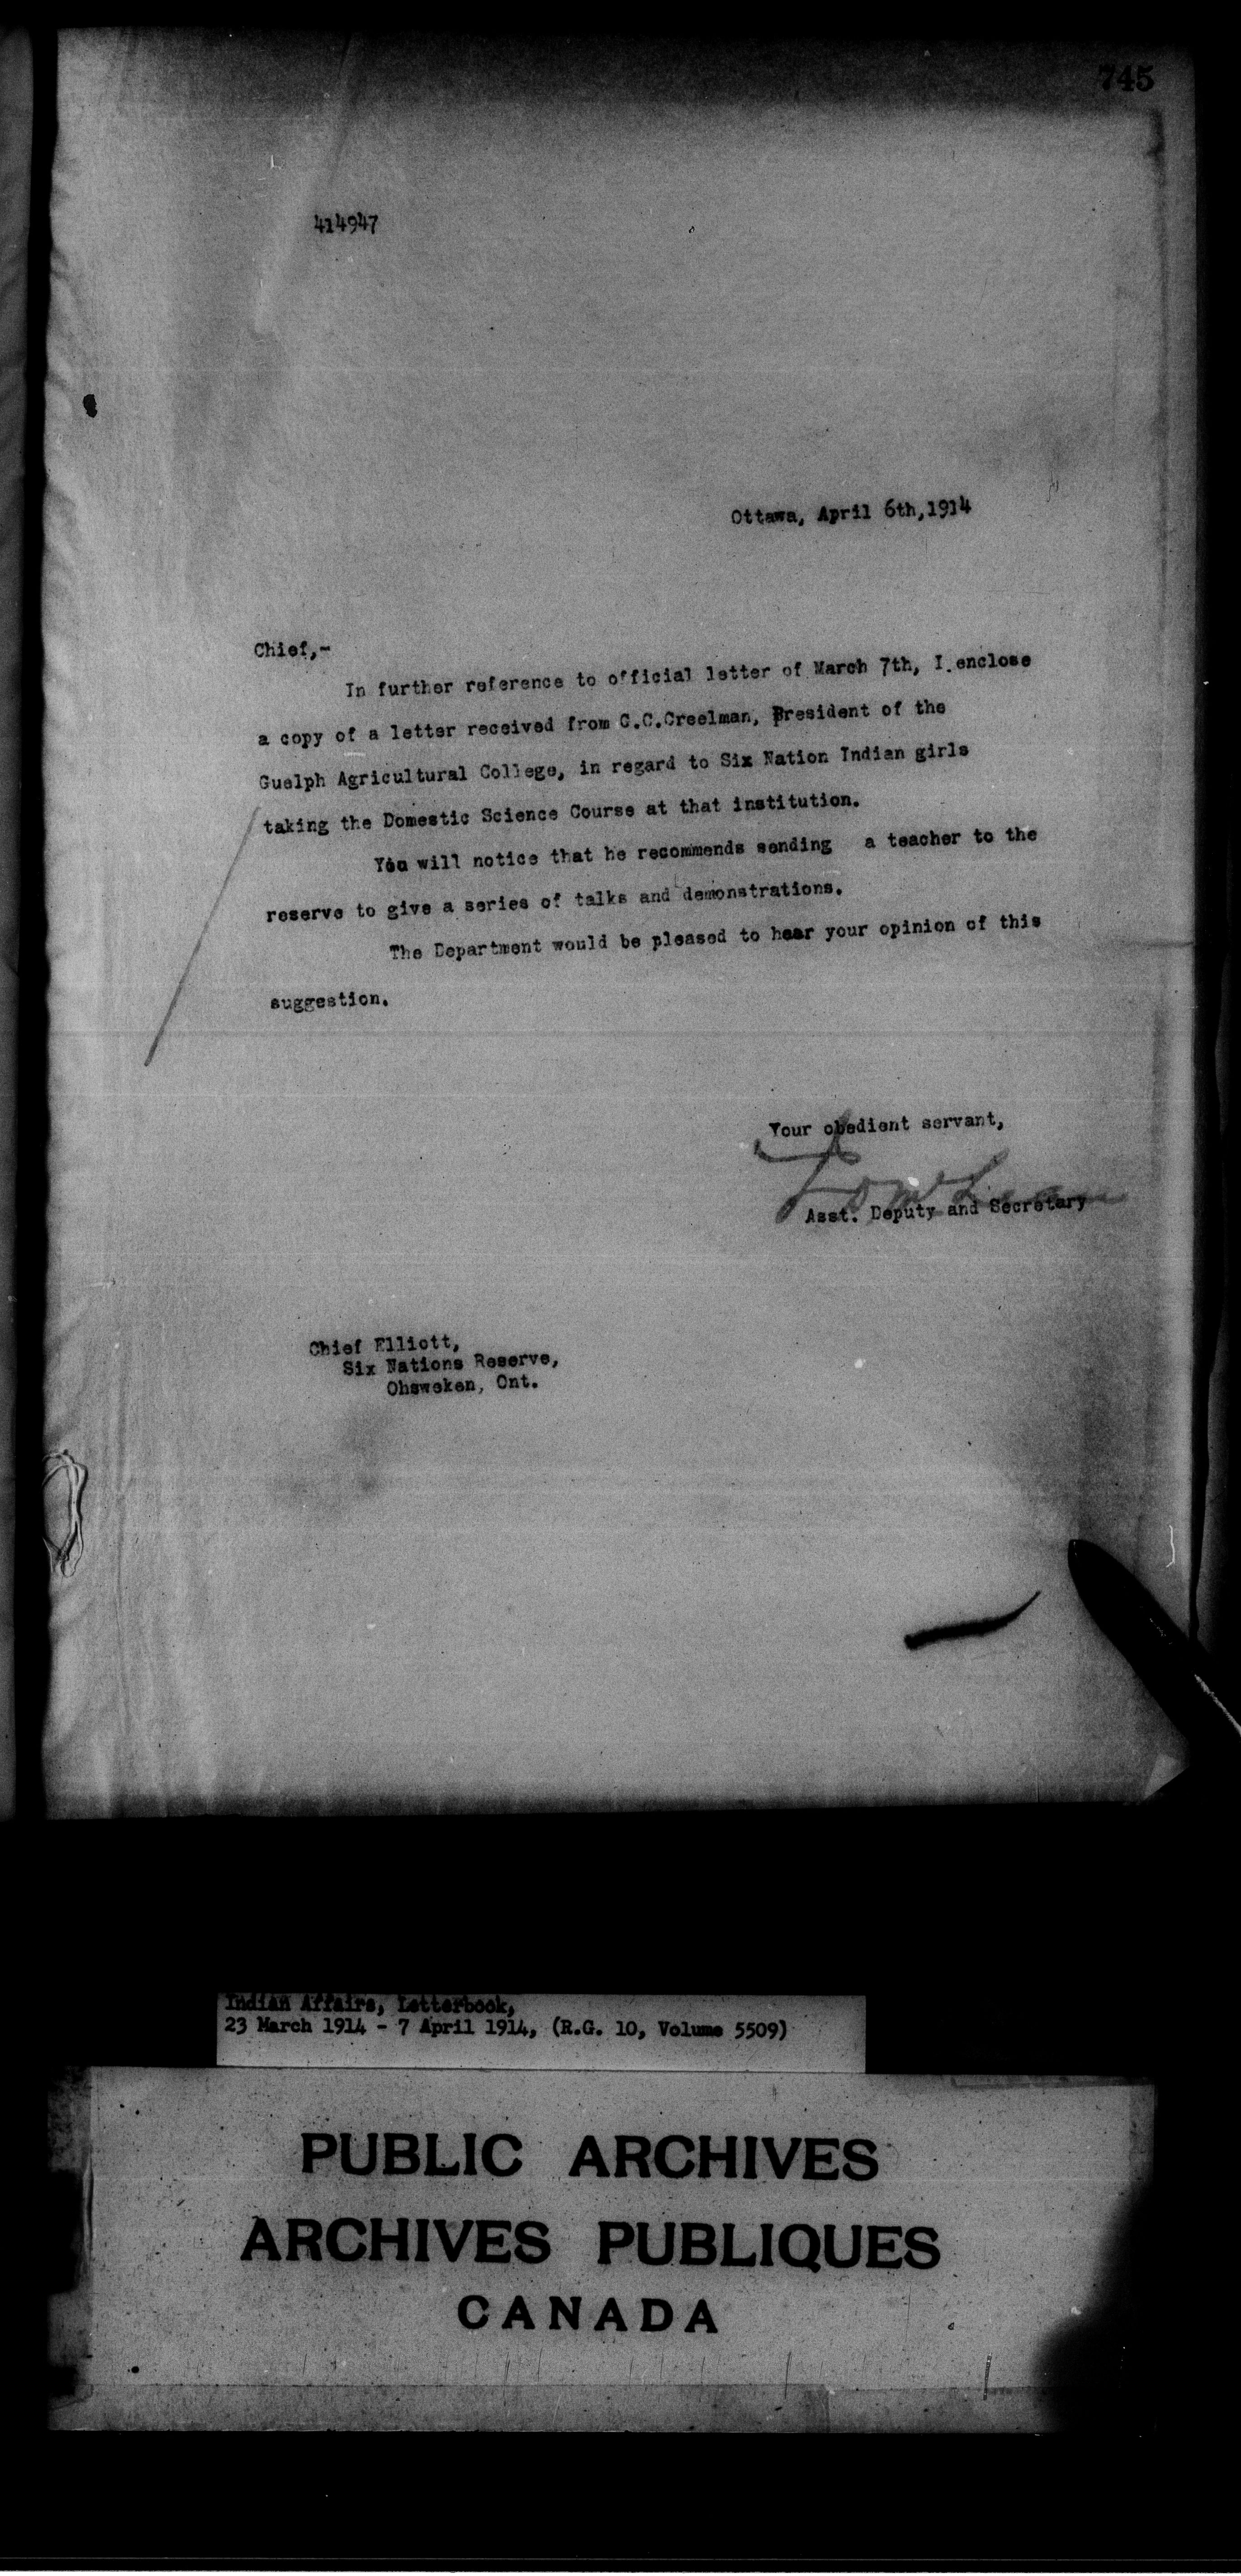 745
414947
Ottawa, April 6th, 1914
Chief,-
In further reference to official letter of March 7th, I enclose
a copy of a letter received from C.C.Creelman, President of the
Guelph Agricultural College, in regard to Six Nation Indian girls
taking the Domestic Science Course at that institution.
You will notice that he recommends sending a teacher to the
reserve to give a series of talks and demonstrations.
The Department would be pleased to hear your opinion of this
suggestion.
Your obedient servant,
McLean
Asst. Deputy and Secretary
Chief Elliott,
Six Nations Reserve,
Ohsweken, Ont.
Indian Affairs, Letterbook,
23 March 1914 - 7 April 1914, (R.G. 10, Volume 5509)
PUBLIC ARCHIVES
ARCHIVES PUBLIQUES
CANADA